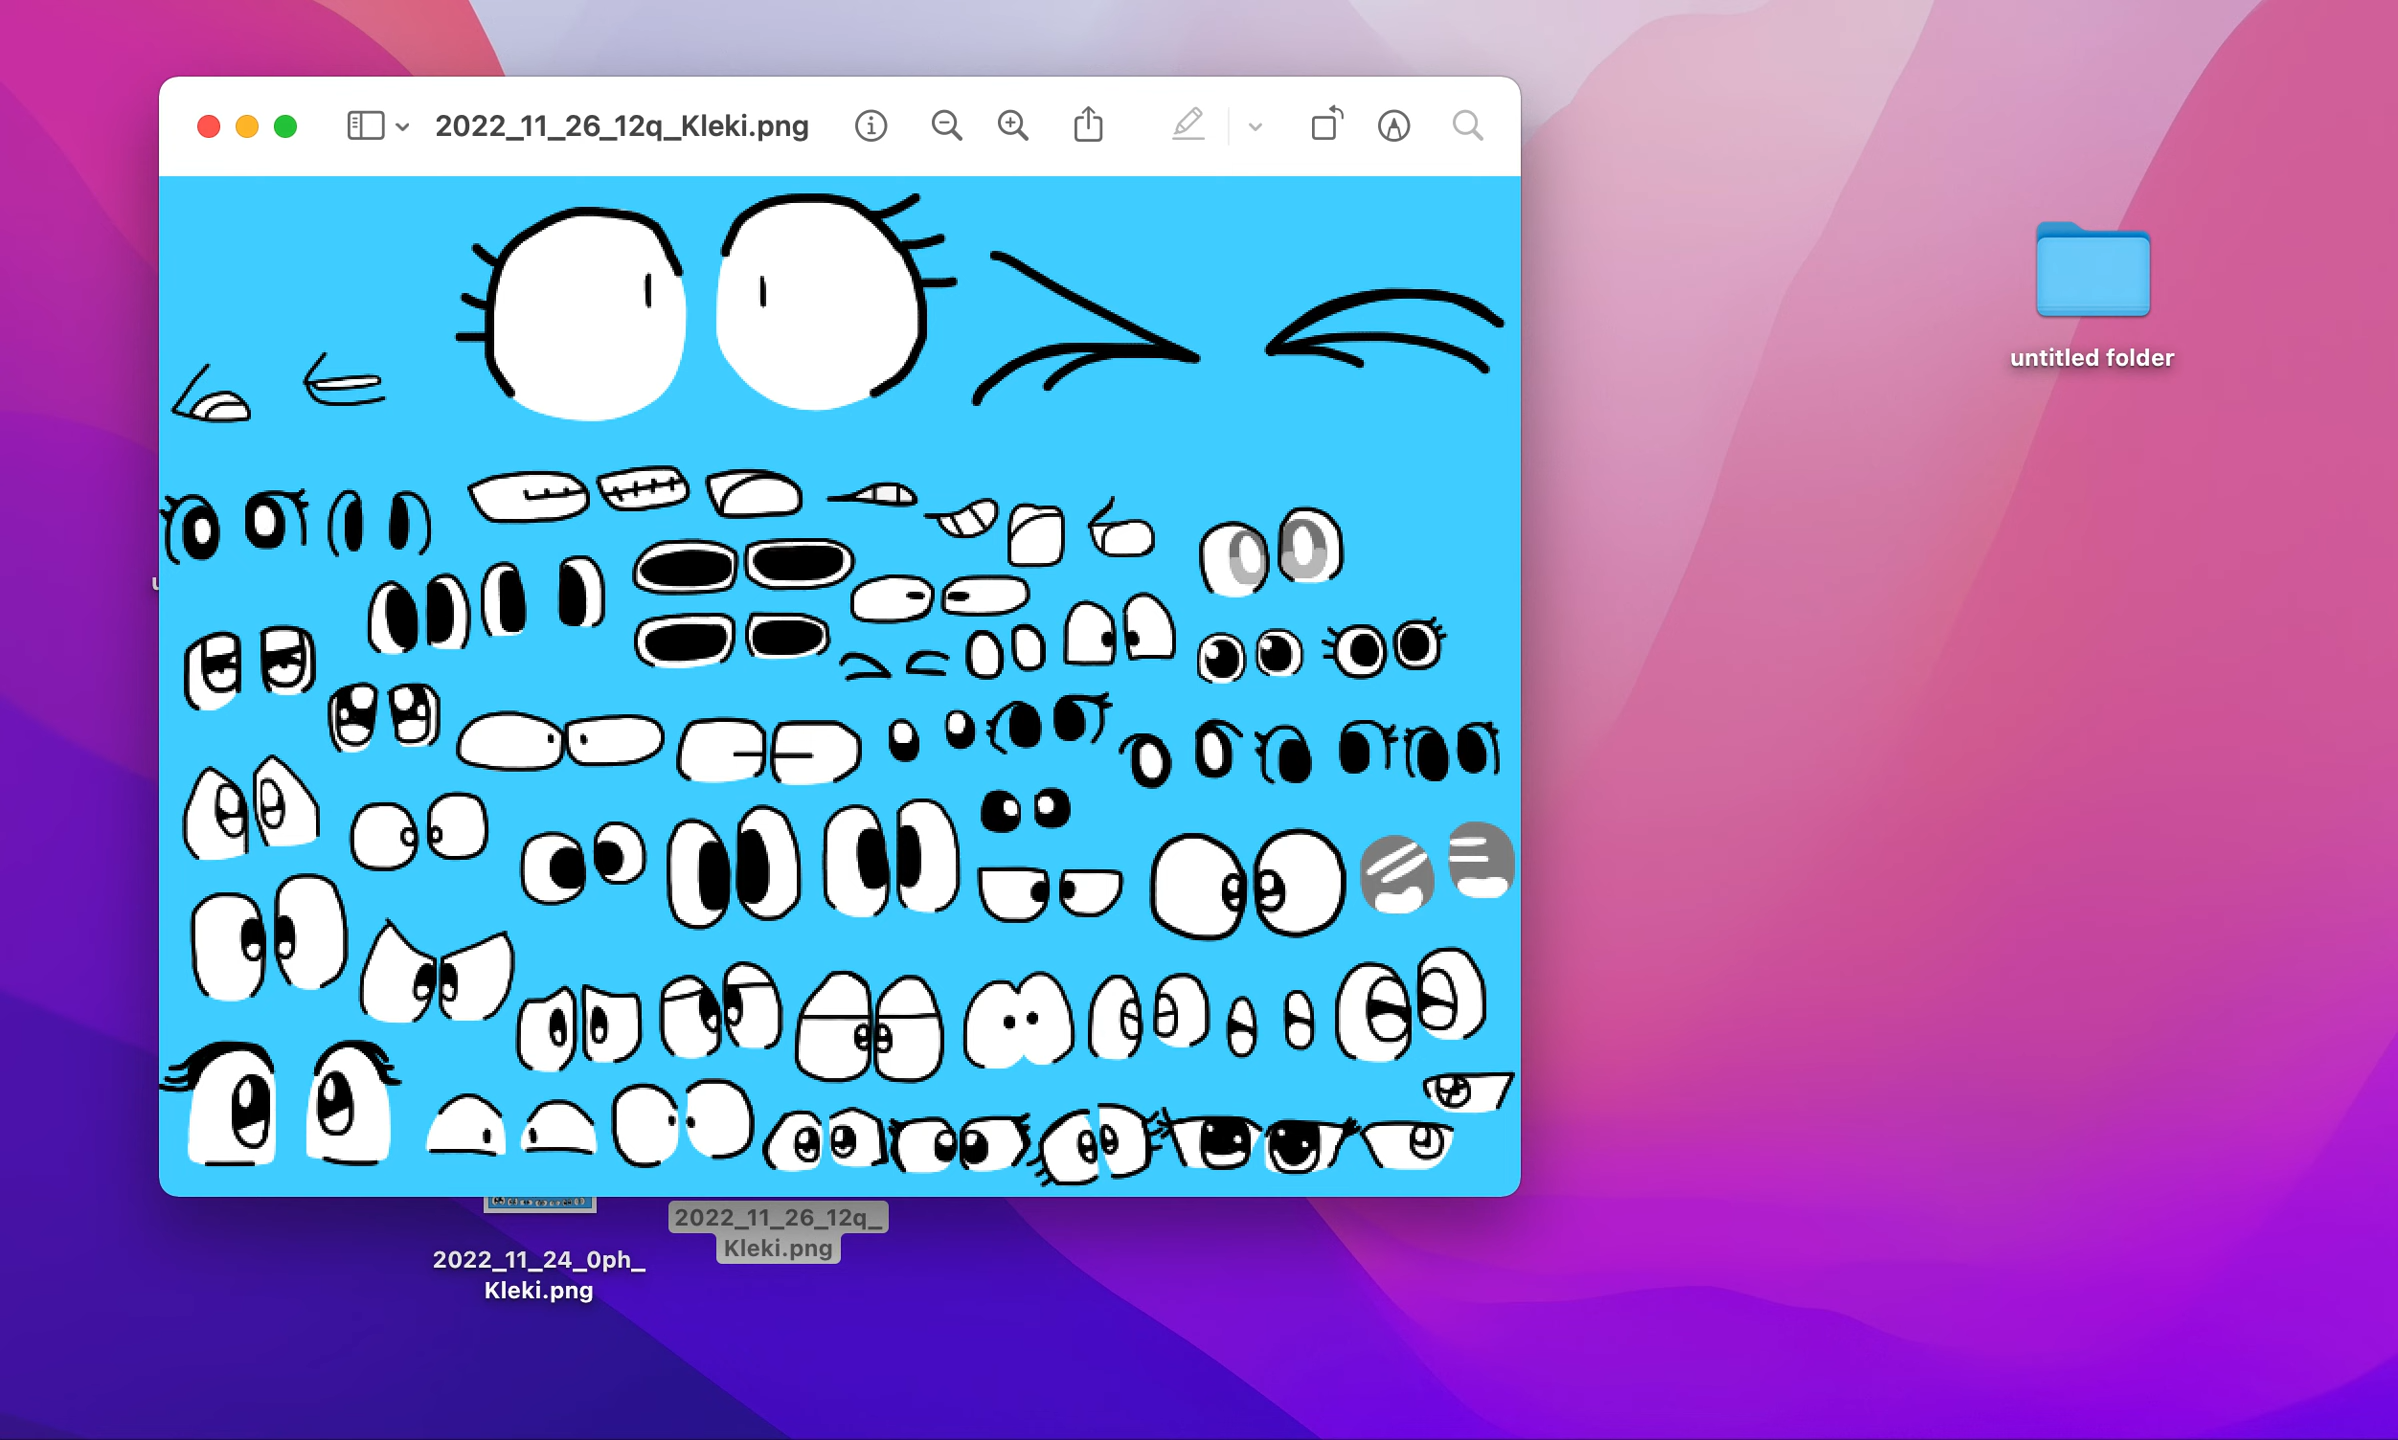 2022_11_26_12q_Kleki.png
untitled folder
2022_11_26_12q_
Kleki.png
2022_11_24_0ph_
Kleki.png